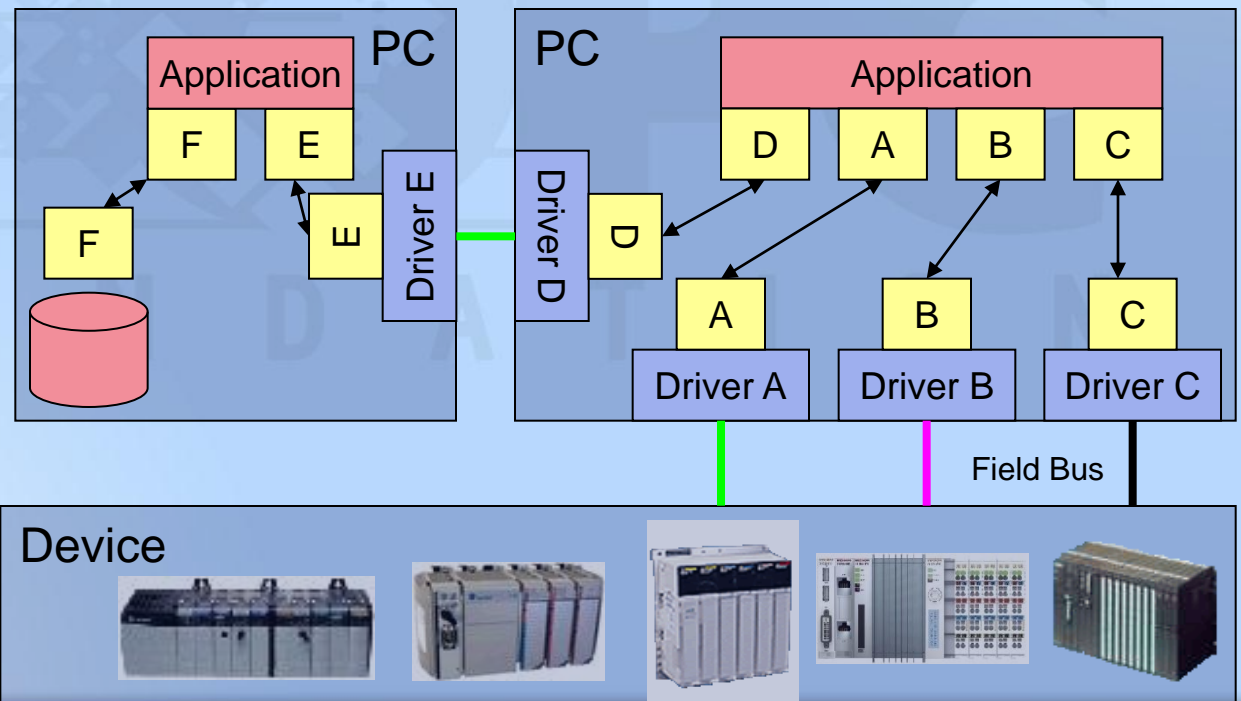 PC
Application
F
E
F
E
Driver E
PC
Application
D
A
B
C
Driver D
D
A
B
C
Driver A
Driver B
Driver C
Field Bus
Device
N D A T I N